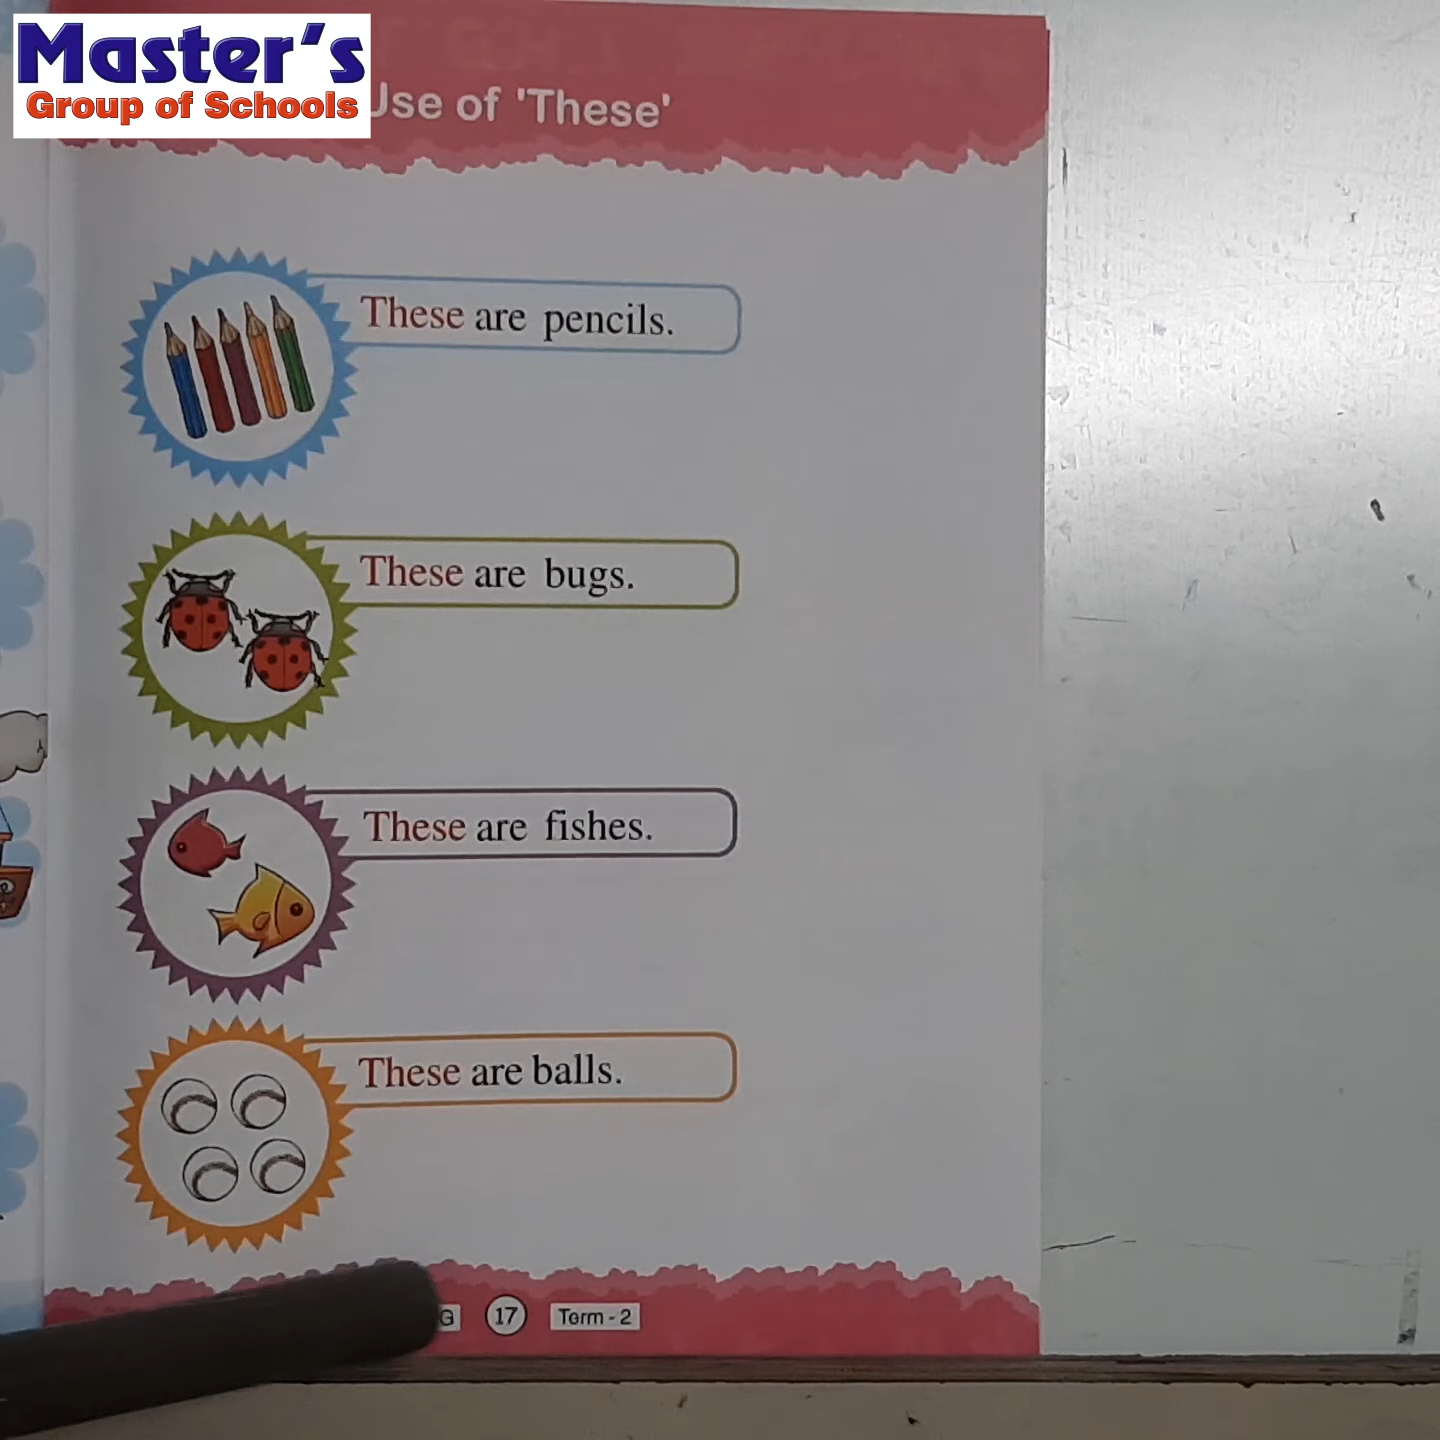 Master's
Group of Schools
Use of 'These'
These are pencils.
These are bugs.
These are fishes.
These are balls.
G 17 Term - 2